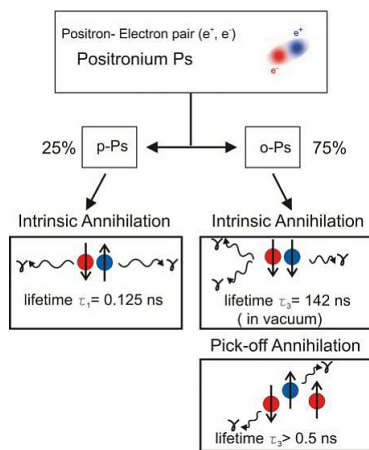 Positron- Electron pair (e⁺, e⁻)
Positronium Ps
e⁺
e⁻
25%
p-Ps
o-Ps
75%
Intrinsic Annihilation
γ
γ
lifetime τ₁= 0.125 ns
Intrinsic Annihilation
γ
γ
γ
lifetime τ₃= 142 ns
( in vacuum)
Pick-off Annihilation
γ
γ
lifetime τ₃> 0.5 ns